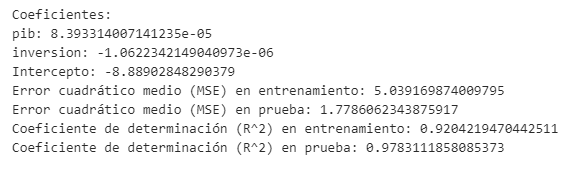 Coeficientes:
pib: 8.393314007141235e-05
inversion: -1.0622342149040973e-06
Intercepto: -8.88902848290379
Error cuadrático medio (MSE) en entrenamiento: 5.039169874009795
Error cuadrático medio (MSE) en prueba: 1.7786062343875917
Coeficiente de determinación (R^2) en entrenamiento: 0.9204219470442511
Coeficiente de determinación (R^2) en prueba: 0.9783111858085373